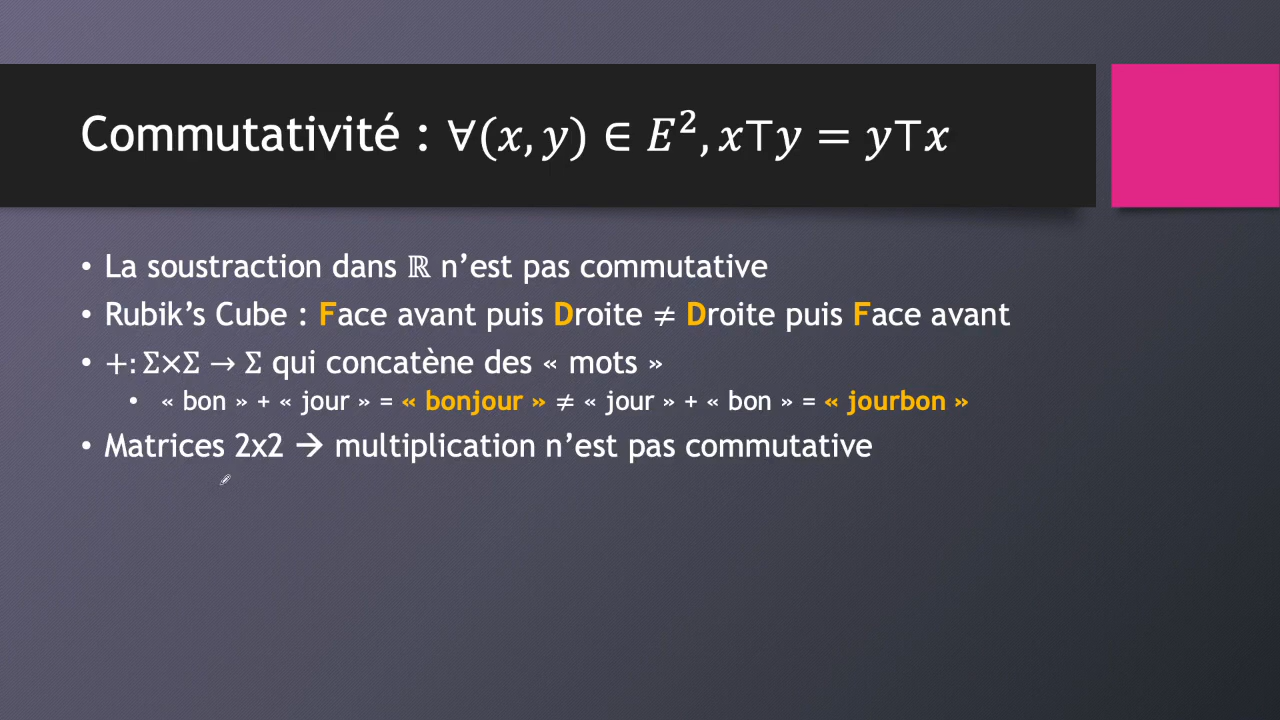 Commutativité : ∀(x, y) ∈ E², x⊤y = y⊤x
• La soustraction dans ℝ n’est pas commutative
• Rubik’s Cube : Face avant puis Droite ≠ Droite puis Face avant
• +: Σ×Σ → Σ qui concatène des « mots »
• « bon » + « jour » = « bonjour » ≠ « jour » + « bon » = « jourbon »
• Matrices 2x2 → multiplication n’est pas commutative